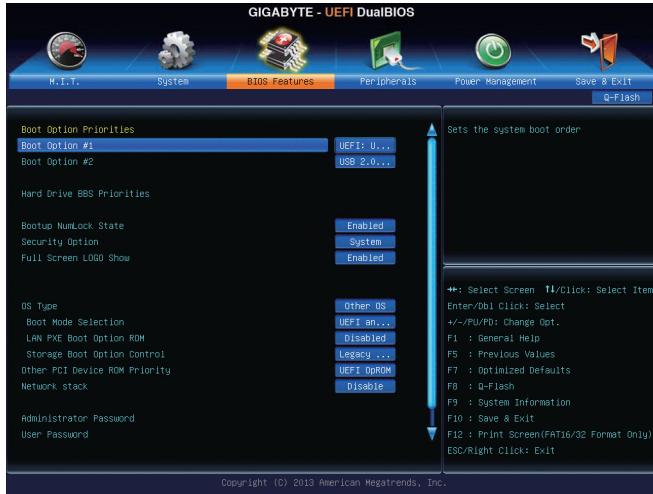 GIGABYTE - UEFI DualBIOS
M.I.T.
System
BIOS Features
Peripherals
Power Management
Save & Exit
Q-Flash
Boot Option Priorities
Boot Option #1 UEFI: U...
Boot Option #2 USB 2.0...
Hard Drive BBS Priorities
Bootup NumLock State Enabled
Security Option System
Full Screen LOGO Show Enabled
OS Type Other OS
Boot Mode Selection UEFI an...
LAN PXE Boot Option ROM Disabled
Storage Boot Option Control Legacy ...
Other PCI Device ROM Priority UEFI OpROM
Network stack Disable
Administrator Password
User Password
Sets the system boot order
→←: Select Screen ↑↓/Click: Select Item
Enter/Dbl Click: Select
+/-/PU/PD: Change Opt.
F1 : General Help
F5 : Previous Values
F7 : Optimized Defaults
F8 : Q-Flash
F9 : System Information
F10 : Save & Exit
F12 : Print Screen(FAT16/32 Format Only)
ESC/Right Click: Exit
Copyright (C) 2013 American Megatrends, Inc.